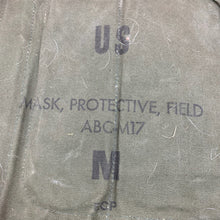 US
MASK, PROTECTIVE, FIELD
ABC-M17
M